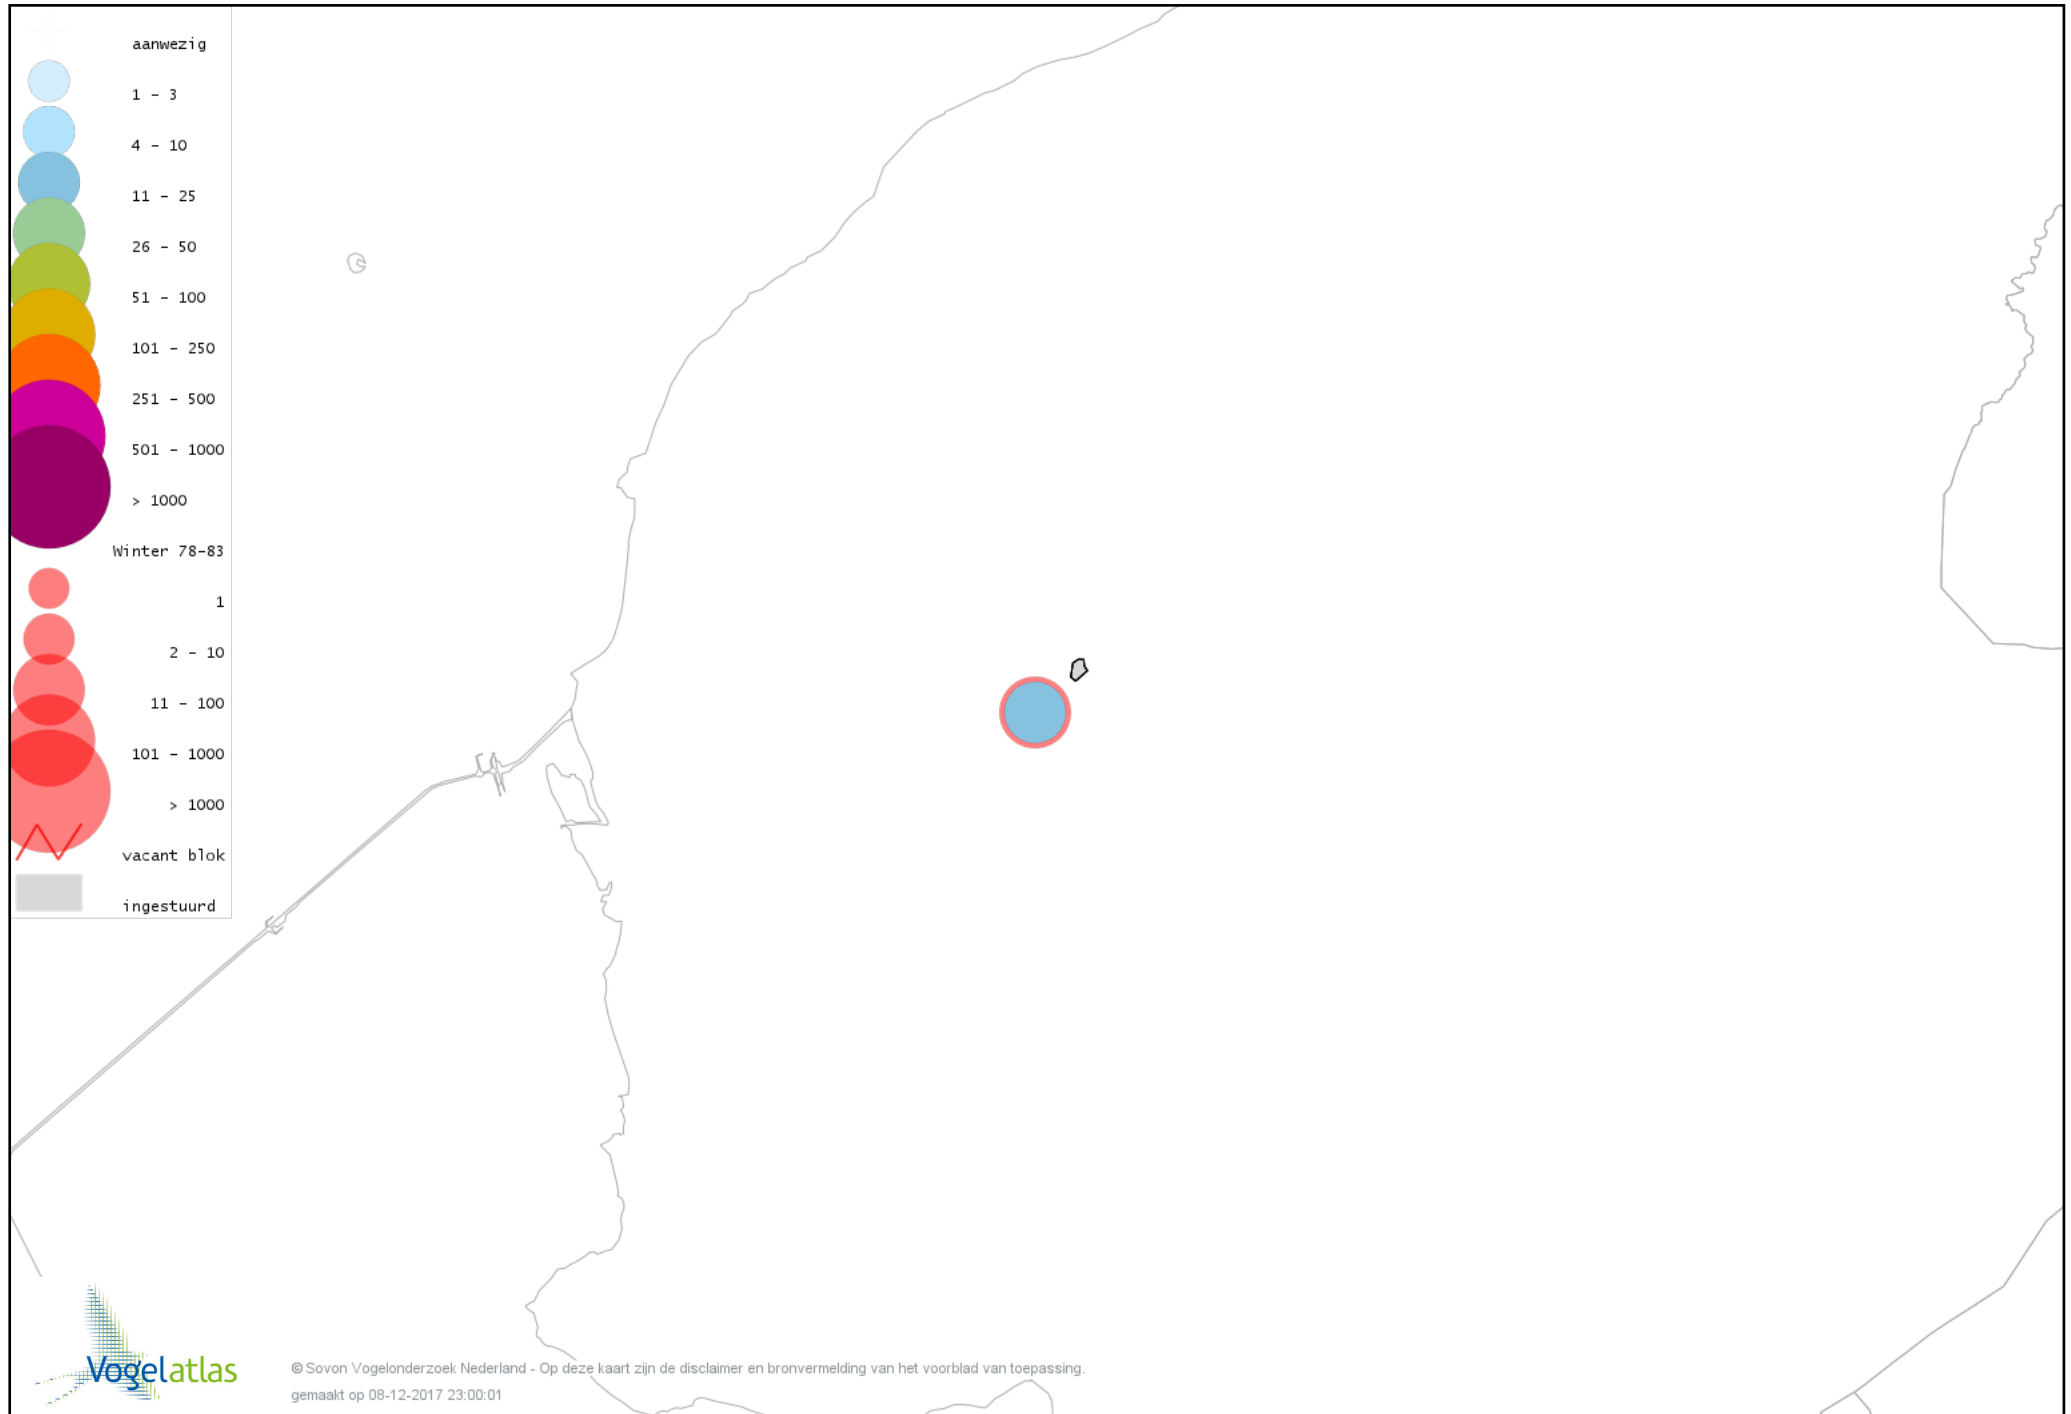 aanwezig
1 - 3
4 - 10
11 - 25
26 - 50
51 - 100
101 - 250
251 - 500
501 - 1000
> 1000
Winter 78-83
1
2 - 10
11 - 100
101 - 1000
> 1000
vacant blok
ingestuurd
Vogelatlas
© Sovon Vogelonderzoek Nederland - Op deze kaart zijn de disclaimer en bronvermelding van het voorblad van toepassing.
gemaakt op 08-12-2017 23:00:01